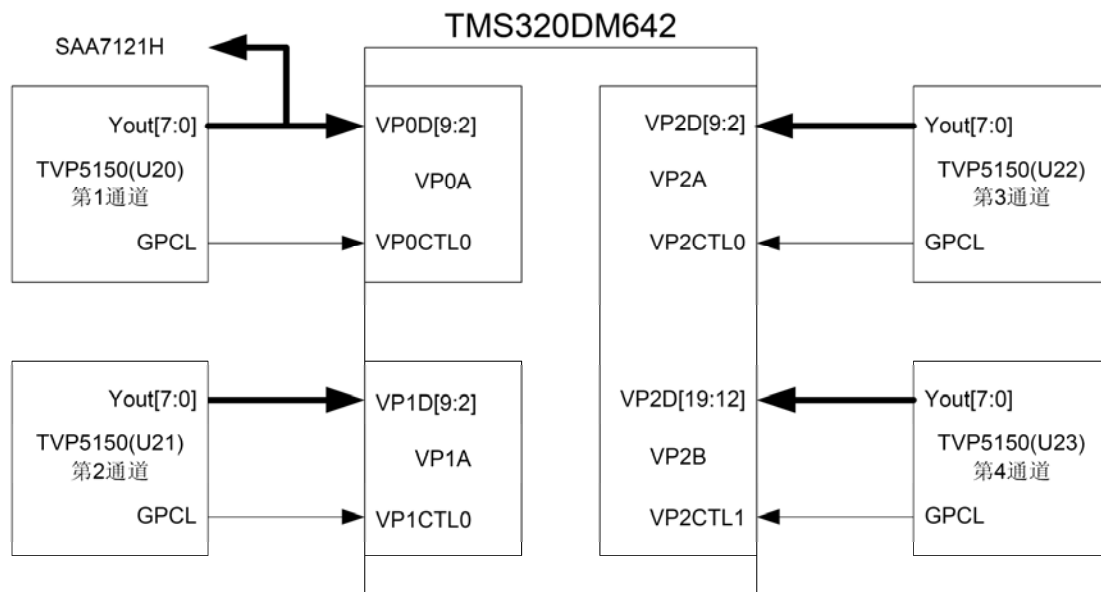 TMS320DM642
SAA7121H
Yout[7:0]
TVP5150(U20)
第1通道
GPCL
VP0D[9:2]
VP0A
VP0CTL0
VP2D[9:2]
VP2A
VP2CTL0
Yout[7:0]
TVP5150(U22)
第3通道
GPCL
Yout[7:0]
TVP5150(U21)
第2通道
GPCL
VP1D[9:2]
VP1A
VP1CTL0
VP2D[19:12]
VP2B
VP2CTL1
Yout[7:0]
TVP5150(U23)
第4通道
GPCL